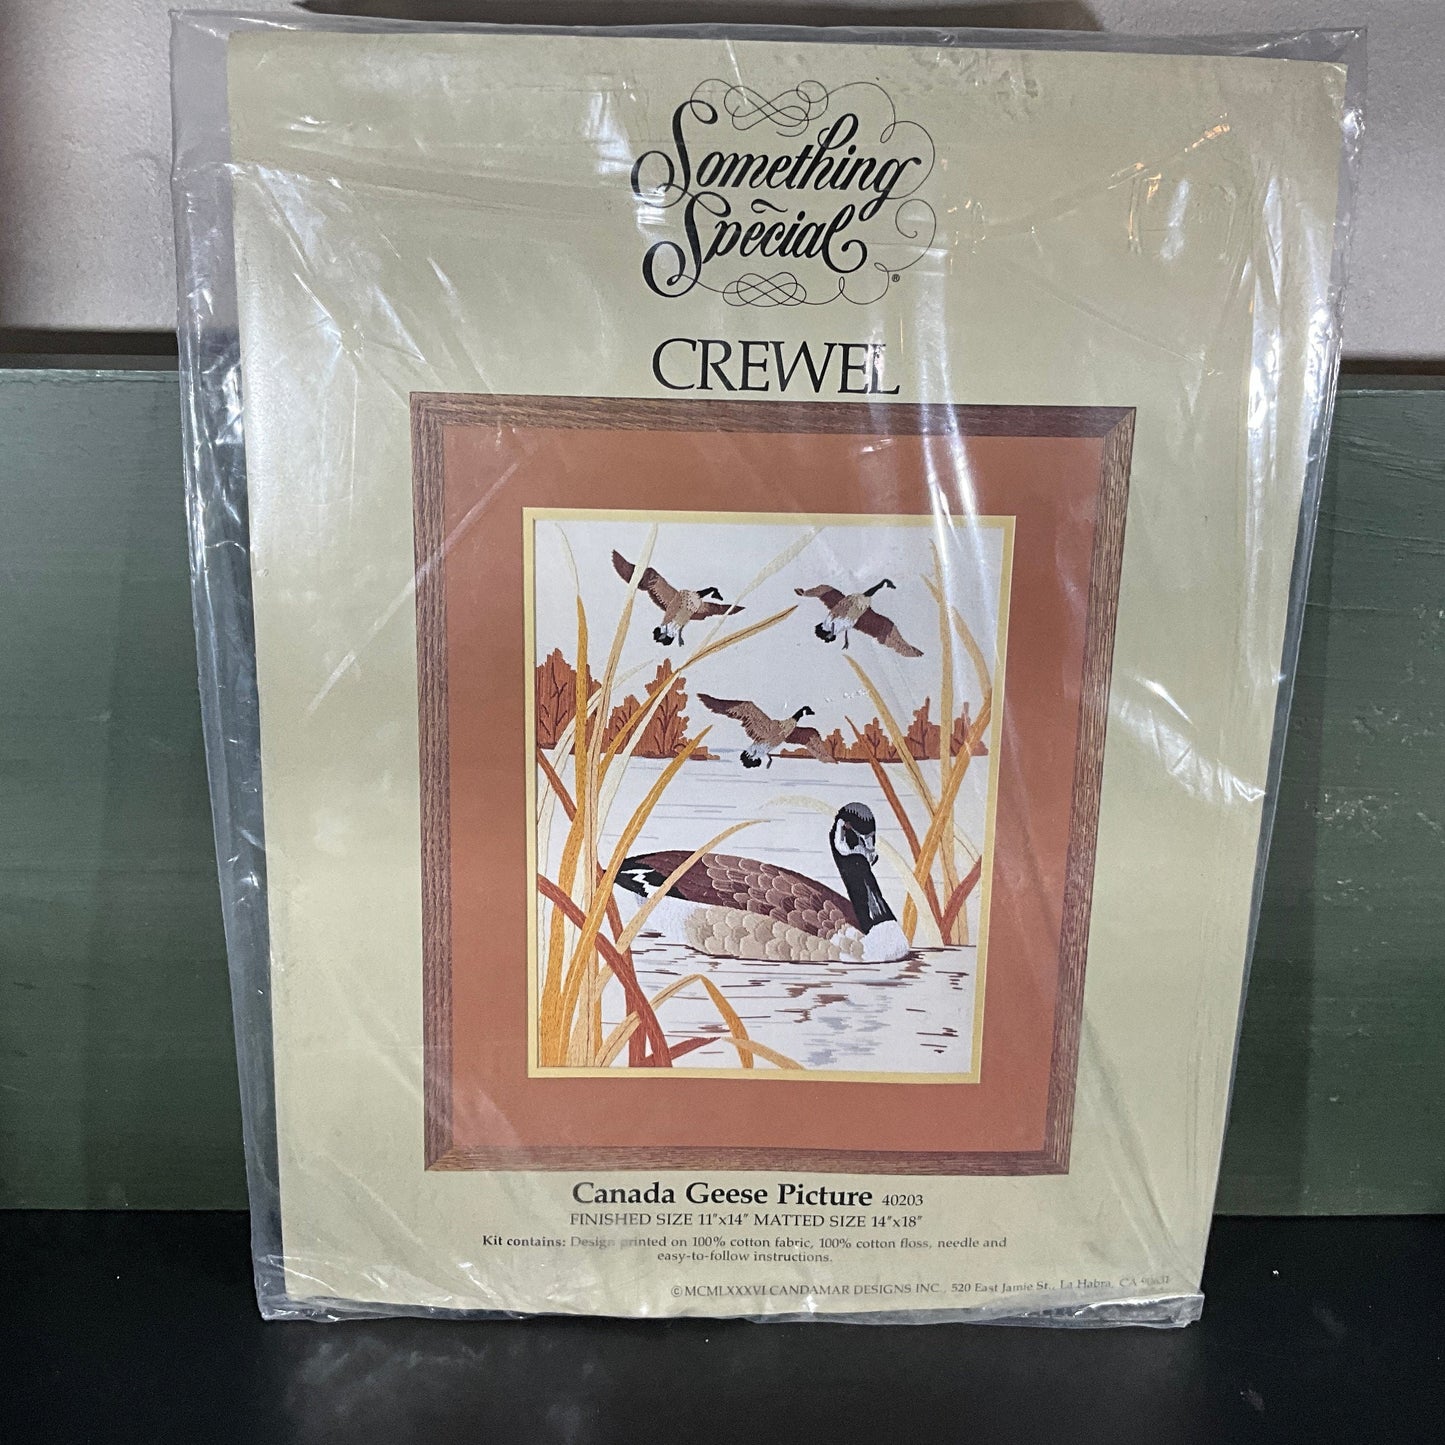 Something
Special®
CREWEL
Canada Geese Picture 40203
FINISHED SIZE 11"x14" MATTED SIZE 14"x18"
Kit contains: Design printed on 100% cotton fabric, 100% cotton floss, needle and
easy-to-follow instructions.
©MCMLXXXVI CANDAMAR DESIGNS INC., 520 East Jamie St., La Habra, CA